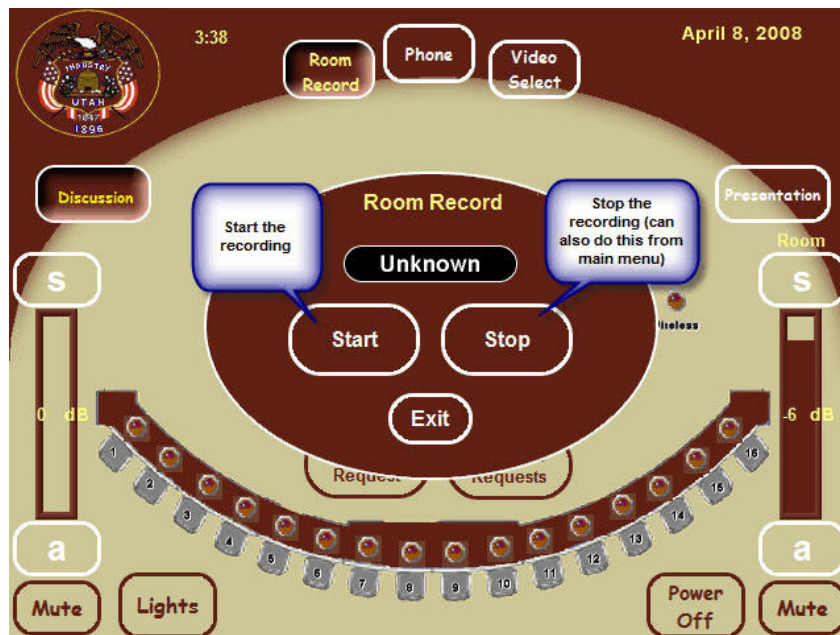 3:38
April 8, 2008
INDUSTRY
UTAH
1847
1896
Room
Record
Phone
Video
Select
Discussion
Presentation
Start the
recording
Room Record
Stop the
recording (can
also do this from
main menu)
Unknown
Start
Stop
Exit
Room
S
S
Wireless
0 dB
-6 dB
Request
Requests
1
2
3
4
5
6
7
8
9
10
11
12
13
14
15
16
a
a
Mute
Lights
Power
Off
Mute